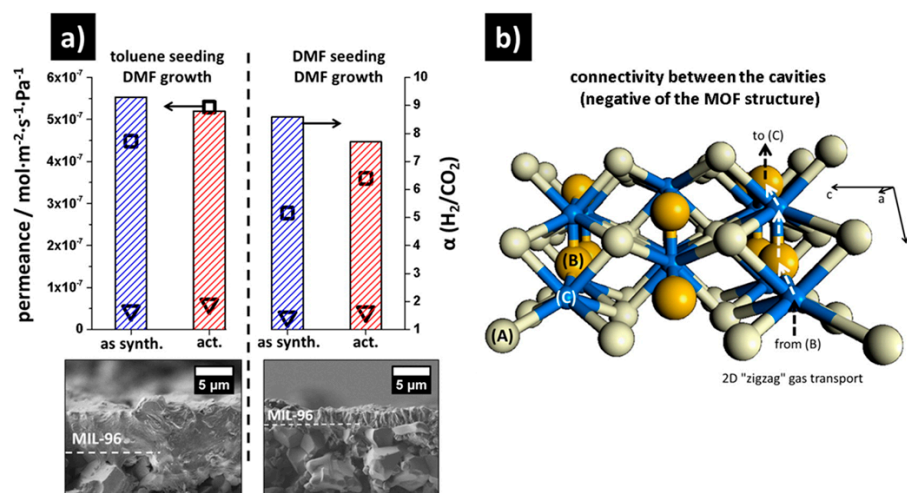 a)
toluene seeding
DMF growth
DMF seeding
DMF growth
permeance / mol·m⁻²·s⁻¹·Pa⁻¹
6x10⁻⁷
5x10⁻⁷
4x10⁻⁷
3x10⁻⁷
2x10⁻⁷
1x10⁻⁷
0
10
9
8
7
6
5
4
3
2
1
α (H₂/CO₂)
as synth.
act.
as synth.
act.
5 µm
MIL-96
5 µm
MIL-96
b)
connectivity between the cavities
(negative of the MOF structure)
to (C)
c
a
(B)
(C)
(A)
from (B)
2D "zigzag" gas transport